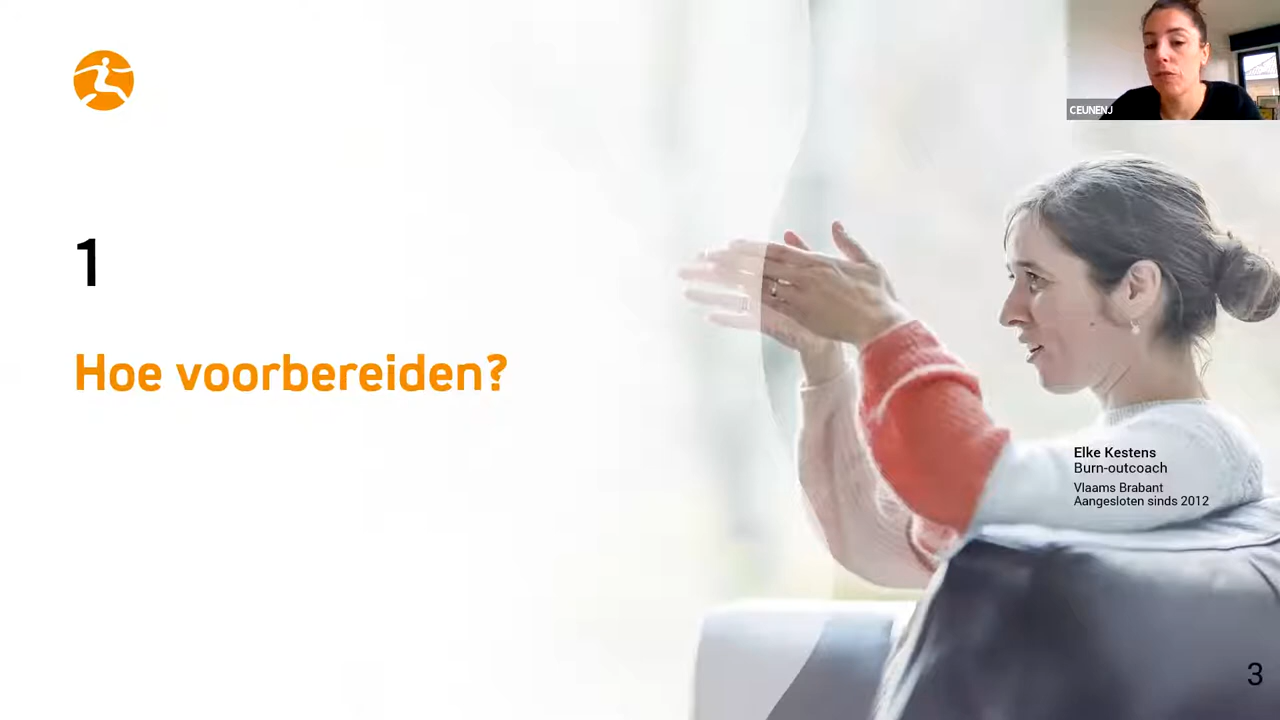 CEUNENJ
1
Hoe voorbereiden?
Elke Kestens
Burn-outcoach
Vlaams Brabant
Aangesloten sinds 2012
3